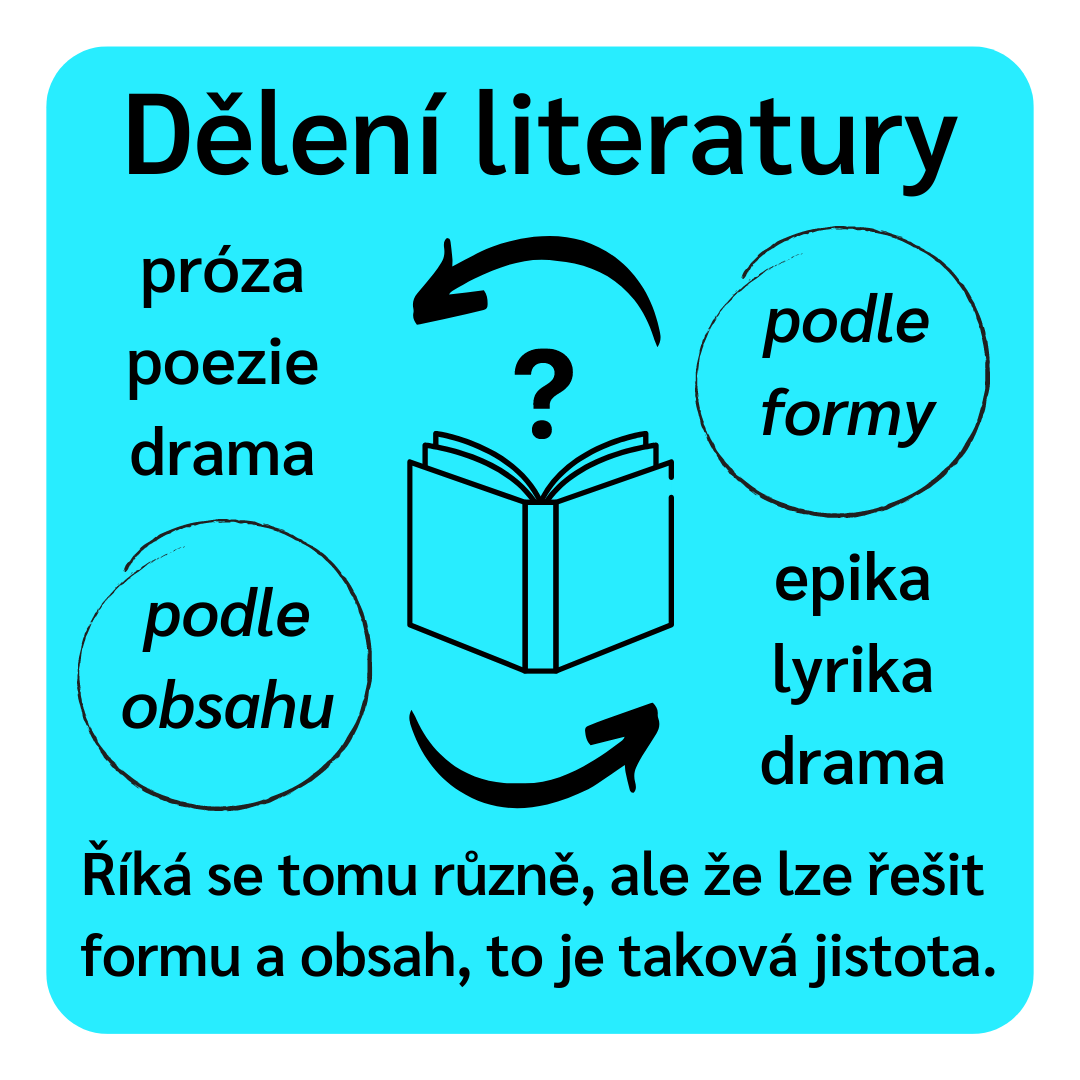 Dělení literatury
próza
poezie
drama
podle
formy
?
podle
obsahu
epika
lyrika
drama
Říká se tomu různě, ale že lze řešit
formu a obsah, to je taková jistota.